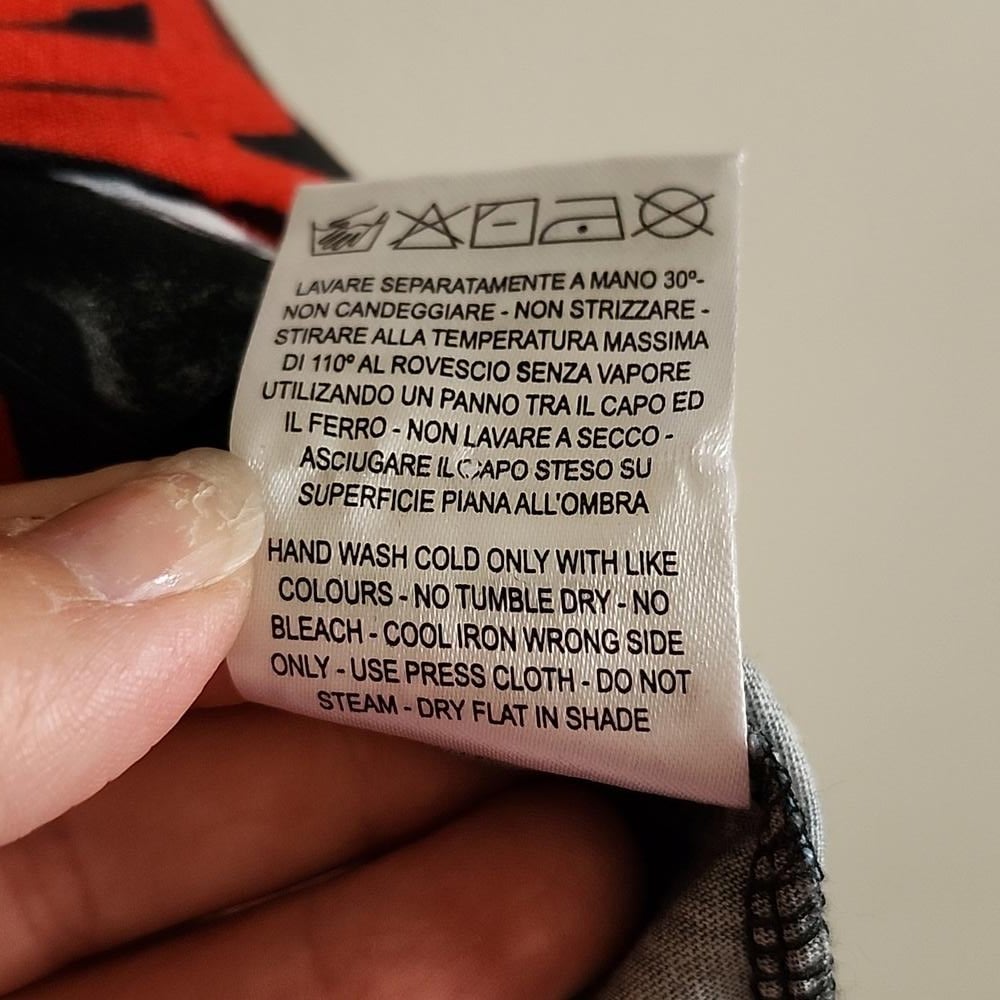 LAVARE SEPARATAMENTE A MANO 30º-
NON CANDEGGIARE - NON STRIZZARE -
STIRARE ALLA TEMPERATURA MASSIMA
DI 110º AL ROVESCIO SENZA VAPORE
UTILIZANDO UN PANNO TRA IL CAPO ED
IL FERRO - NON LAVARE A SECCO -
ASCIUGARE IL CAPO STESO SU
SUPERFICIE PIANA ALL'OMBRA
HAND WASH COLD ONLY WITH LIKE
COLOURS - NO TUMBLE DRY - NO
BLEACH - COOL IRON WRONG SIDE
ONLY - USE PRESS CLOTH - DO NOT
STEAM - DRY FLAT IN SHADE